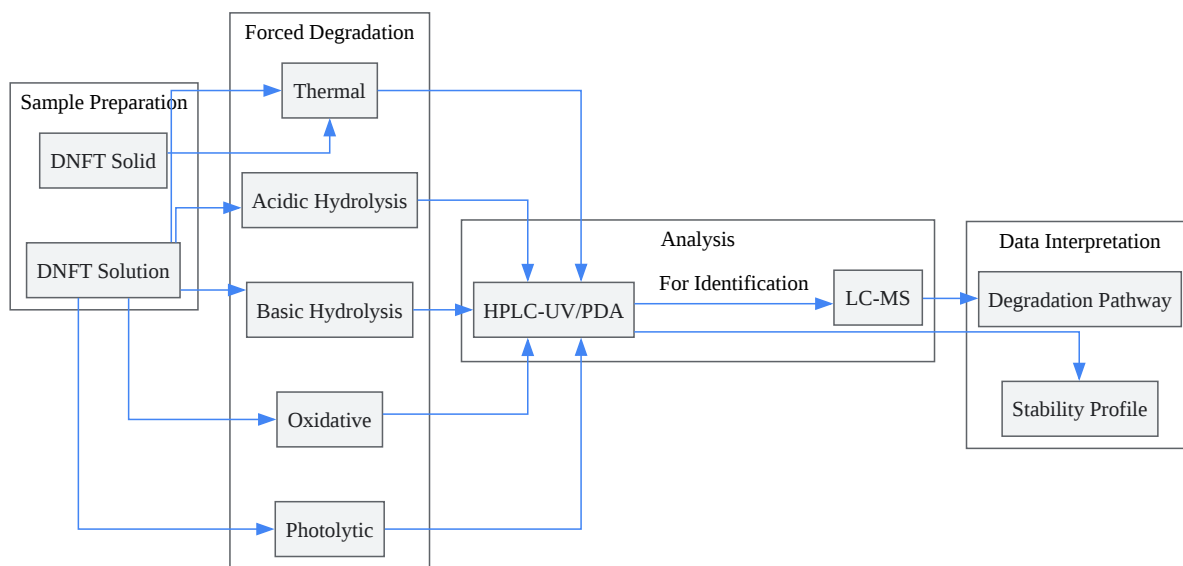 Sample Preparation
DNFT Solid
DNFT Solution
Forced Degradation
Thermal
Acidic Hydrolysis
Basic Hydrolysis
Oxidative
Photolytic
Analysis
HPLC-UV/PDA
For Identification
LC-MS
Data Interpretation
Degradation Pathway
Stability Profile